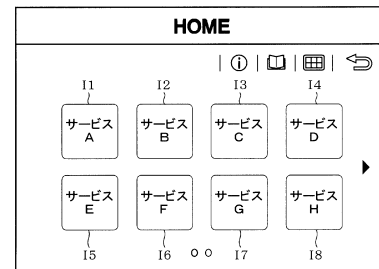 HOME
I1 I2 I3 I4
サービス サービス サービス サービス
A B C D
サービス サービス サービス サービス
E F G H
I5 I6 I7 I8